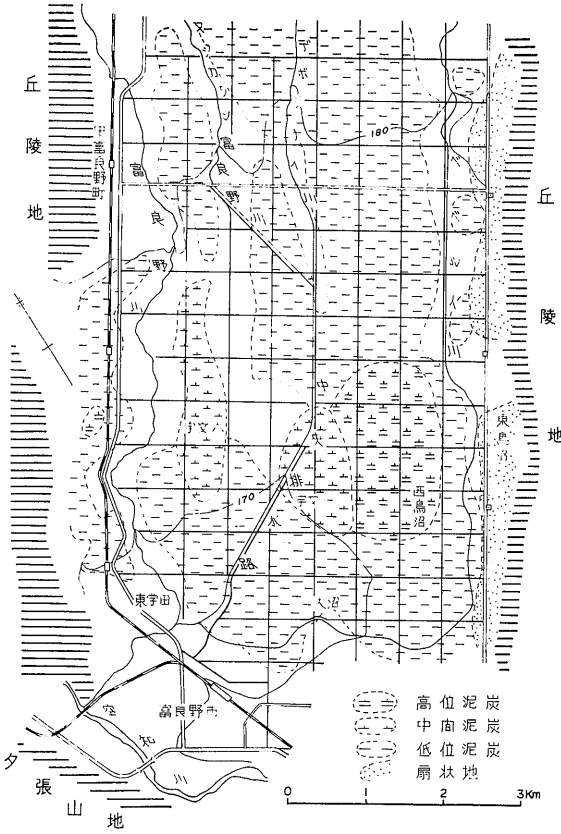 丘陵地
中富良野町
富良野川
富良野川
デボ
180
ベベルイ川
丘陵地
中央排水路
170
西鳥沼
東鳥沼
東学田
沼
富良野市
空知川
夕張山地
高位泥炭
中間泥炭
低位泥炭
扇状地
0 1 2 3Km